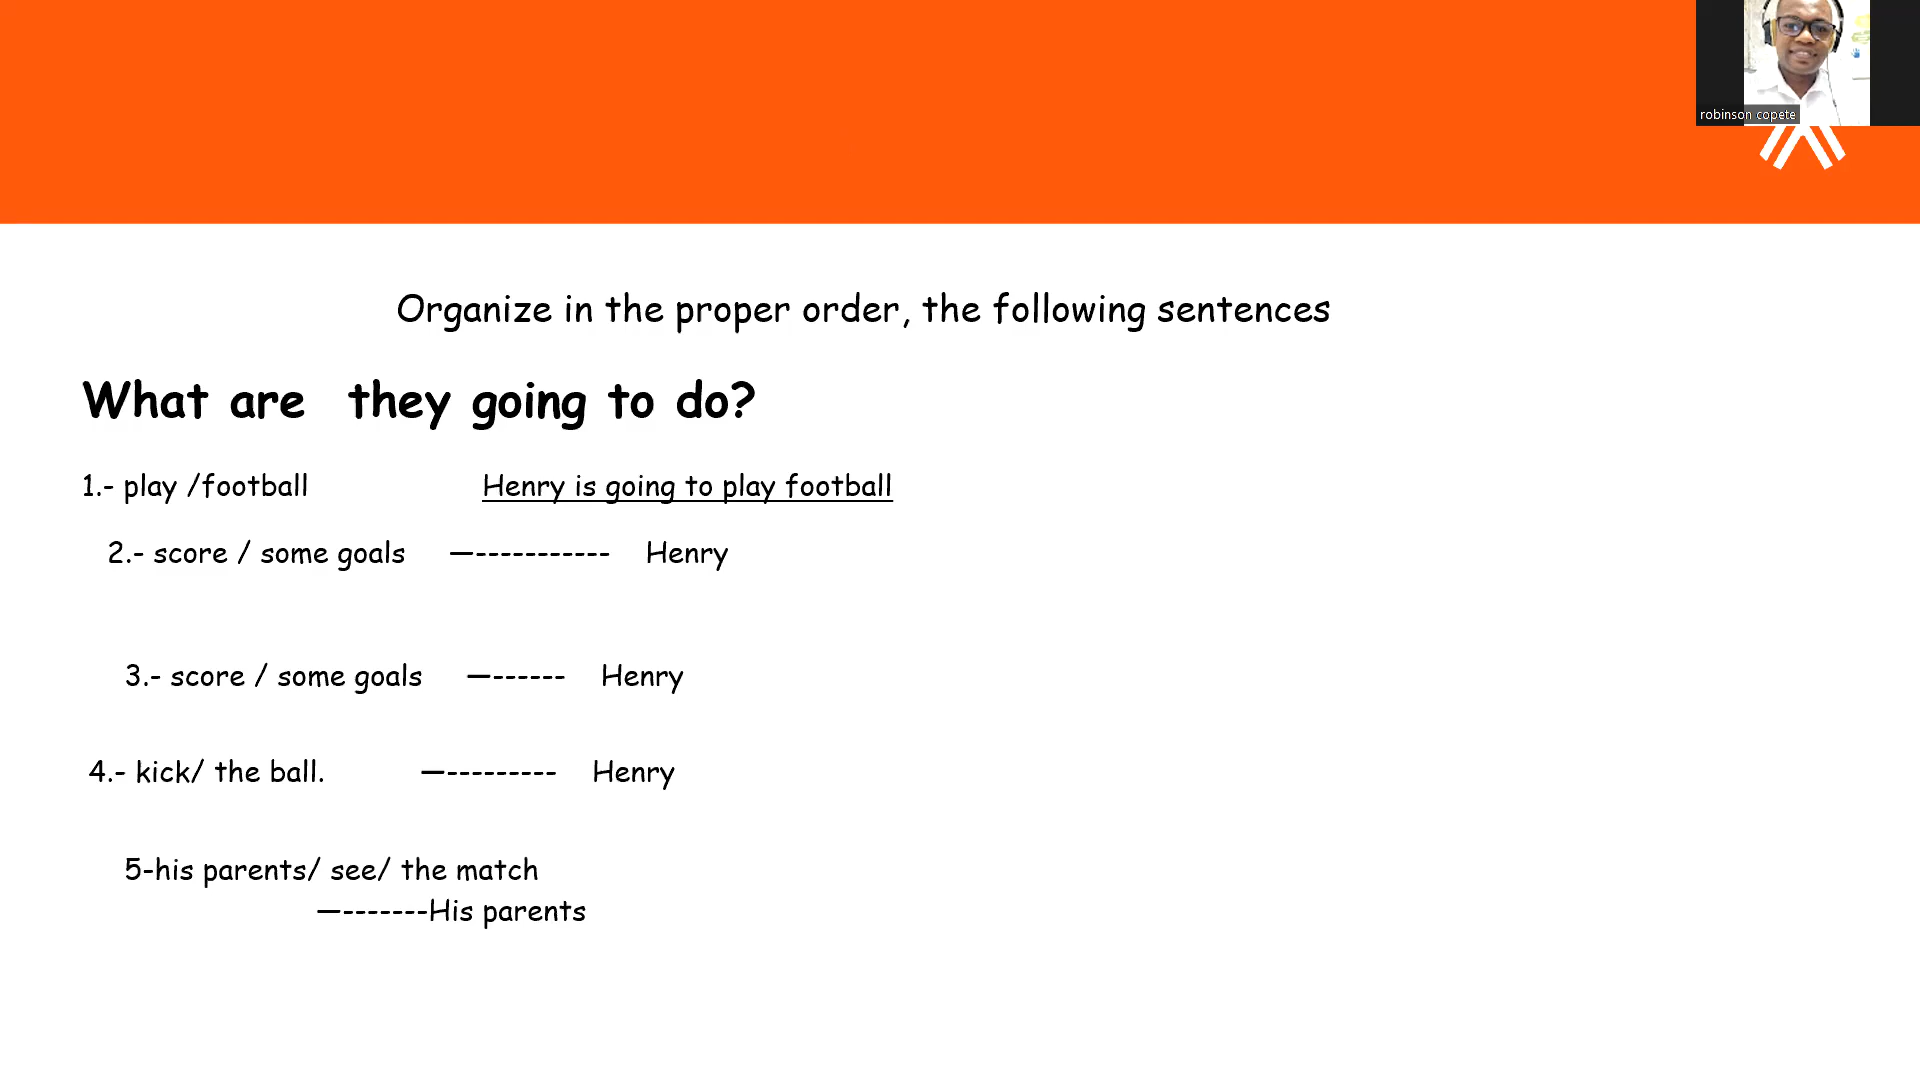 robinson copete
Organize in the proper order, the following sentences
What are they going to do?
1.- play /football Henry is going to play football
2.- score / some goals —----------- Henry
3.- score / some goals —------ Henry
4.- kick/ the ball. —--------- Henry
5-his parents/ see/ the match
—-------His parents